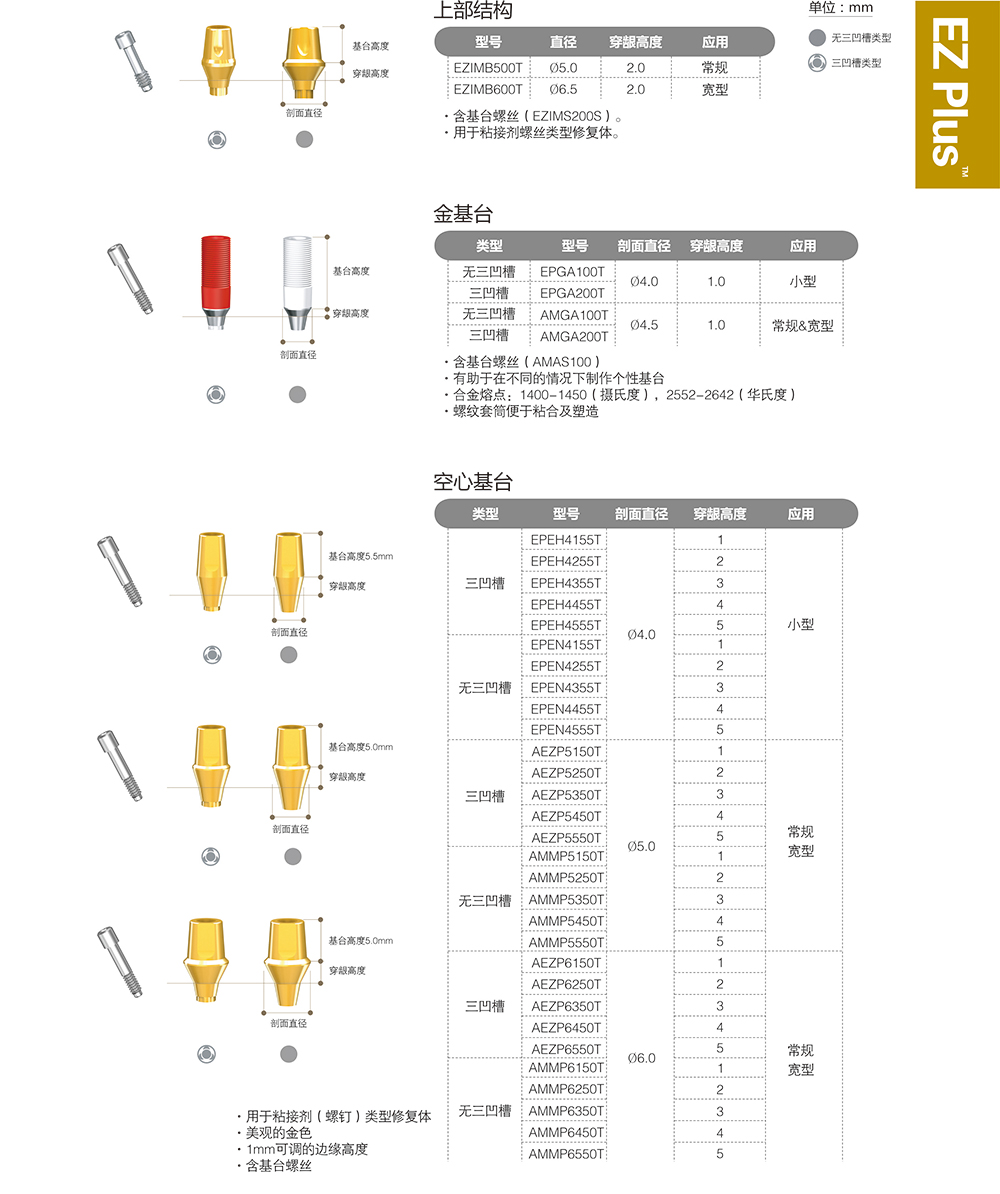 上部结构
单位：mm
无三凹槽类型
三凹槽类型
EZ Plus™
基台高度
穿龈高度
剖面直径
型号 直径 穿龈高度 应用
EZIMB500T Ø5.0 2.0 常规
EZIMB600T Ø6.5 2.0 宽型
·含基台螺丝（EZIMS200S）。
·用于粘接剂螺丝类型修复体。
金基台
基台高度
穿龈高度
剖面直径
类型 型号 剖面直径 穿龈高度 应用
无三凹槽 EPGA100T Ø4.0 1.0 小型
三凹槽 EPGA200T
无三凹槽 AMGA100T Ø4.5 1.0 常规&宽型
三凹槽 AMGA200T
·含基台螺丝（AMAS100）
·有助于在不同的情况下制作个性基台
·合金熔点：1400-1450（摄氏度），2552-2642（华氏度）
·螺纹套筒便于粘合及塑造
空心基台
类型 型号 剖面直径 穿龈高度 应用
三凹槽 Ø4.0 小型
EPEH4155T 1
EPEH4255T 2
EPEH4355T 3
EPEH4455T 4
EPEH4555T 5
无三凹槽
EPEN4155T 1
EPEN4255T 2
EPEN4355T 3
EPEN4455T 4
EPEN4555T 5
三凹槽 Ø5.0 常规
宽型
AEZP5150T 1
AEZP5250T 2
AEZP5350T 3
AEZP5450T 4
AEZP5550T 5
无三凹槽
AMMP5150T 1
AMMP5250T 2
AMMP5350T 3
AMMP5450T 4
AMMP5550T 5
三凹槽 Ø6.0 常规
宽型
AEZP6150T 1
AEZP6250T 2
AEZP6350T 3
AEZP6450T 4
AEZP6550T 5
无三凹槽
AMMP6150T 1
AMMP6250T 2
AMMP6350T 3
AMMP6450T 4
AMMP6550T 5
基台高度5.5mm
穿龈高度
剖面直径
基台高度5.0mm
穿龈高度
剖面直径
基台高度5.0mm
穿龈高度
剖面直径
·用于粘接剂（螺钉）类型修复体
·美观的金色
·1mm可调的边缘高度
·含基台螺丝